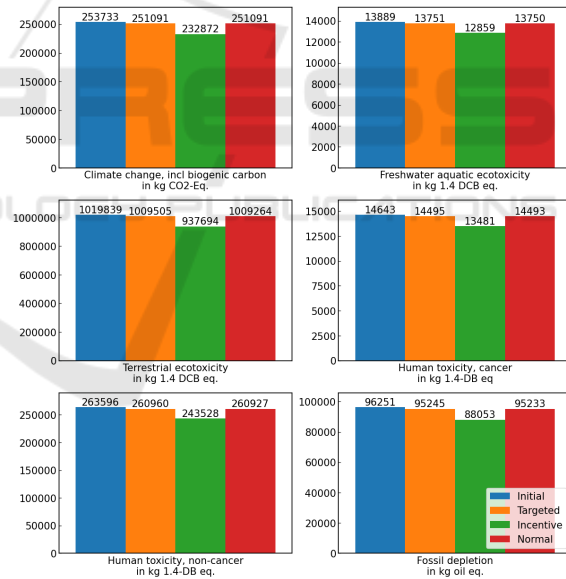 253733 251091 232872 251091
250000
200000
150000
100000
50000
0
Climate change, incl biogenic carbon
in kg CO2-Eq.
13889 13751 12859 13750
14000
12000
10000
8000
6000
4000
2000
0
Freshwater aquatic ecotoxicity
in kg 1.4 DCB eq.
1019839 1009505 937694 1009264
1000000
800000
600000
400000
200000
0
Terrestrial ecotoxicity
in kg 1.4 DCB eq.
14643 14495 13481 14493
15000
12500
10000
7500
5000
2500
0
Human toxicity, cancer
in kg 1.4-DB eq
263596 260960 243528 260927
250000
200000
150000
100000
50000
0
Human toxicity, non-cancer
in kg 1.4-DB eq.
96251 95245 88053 95233
100000
80000
60000
40000
20000
0
Fossil depletion
in kg oil eq.
Initial
Targeted
Incentive
Normal
PRESS
PUBLICATIONS